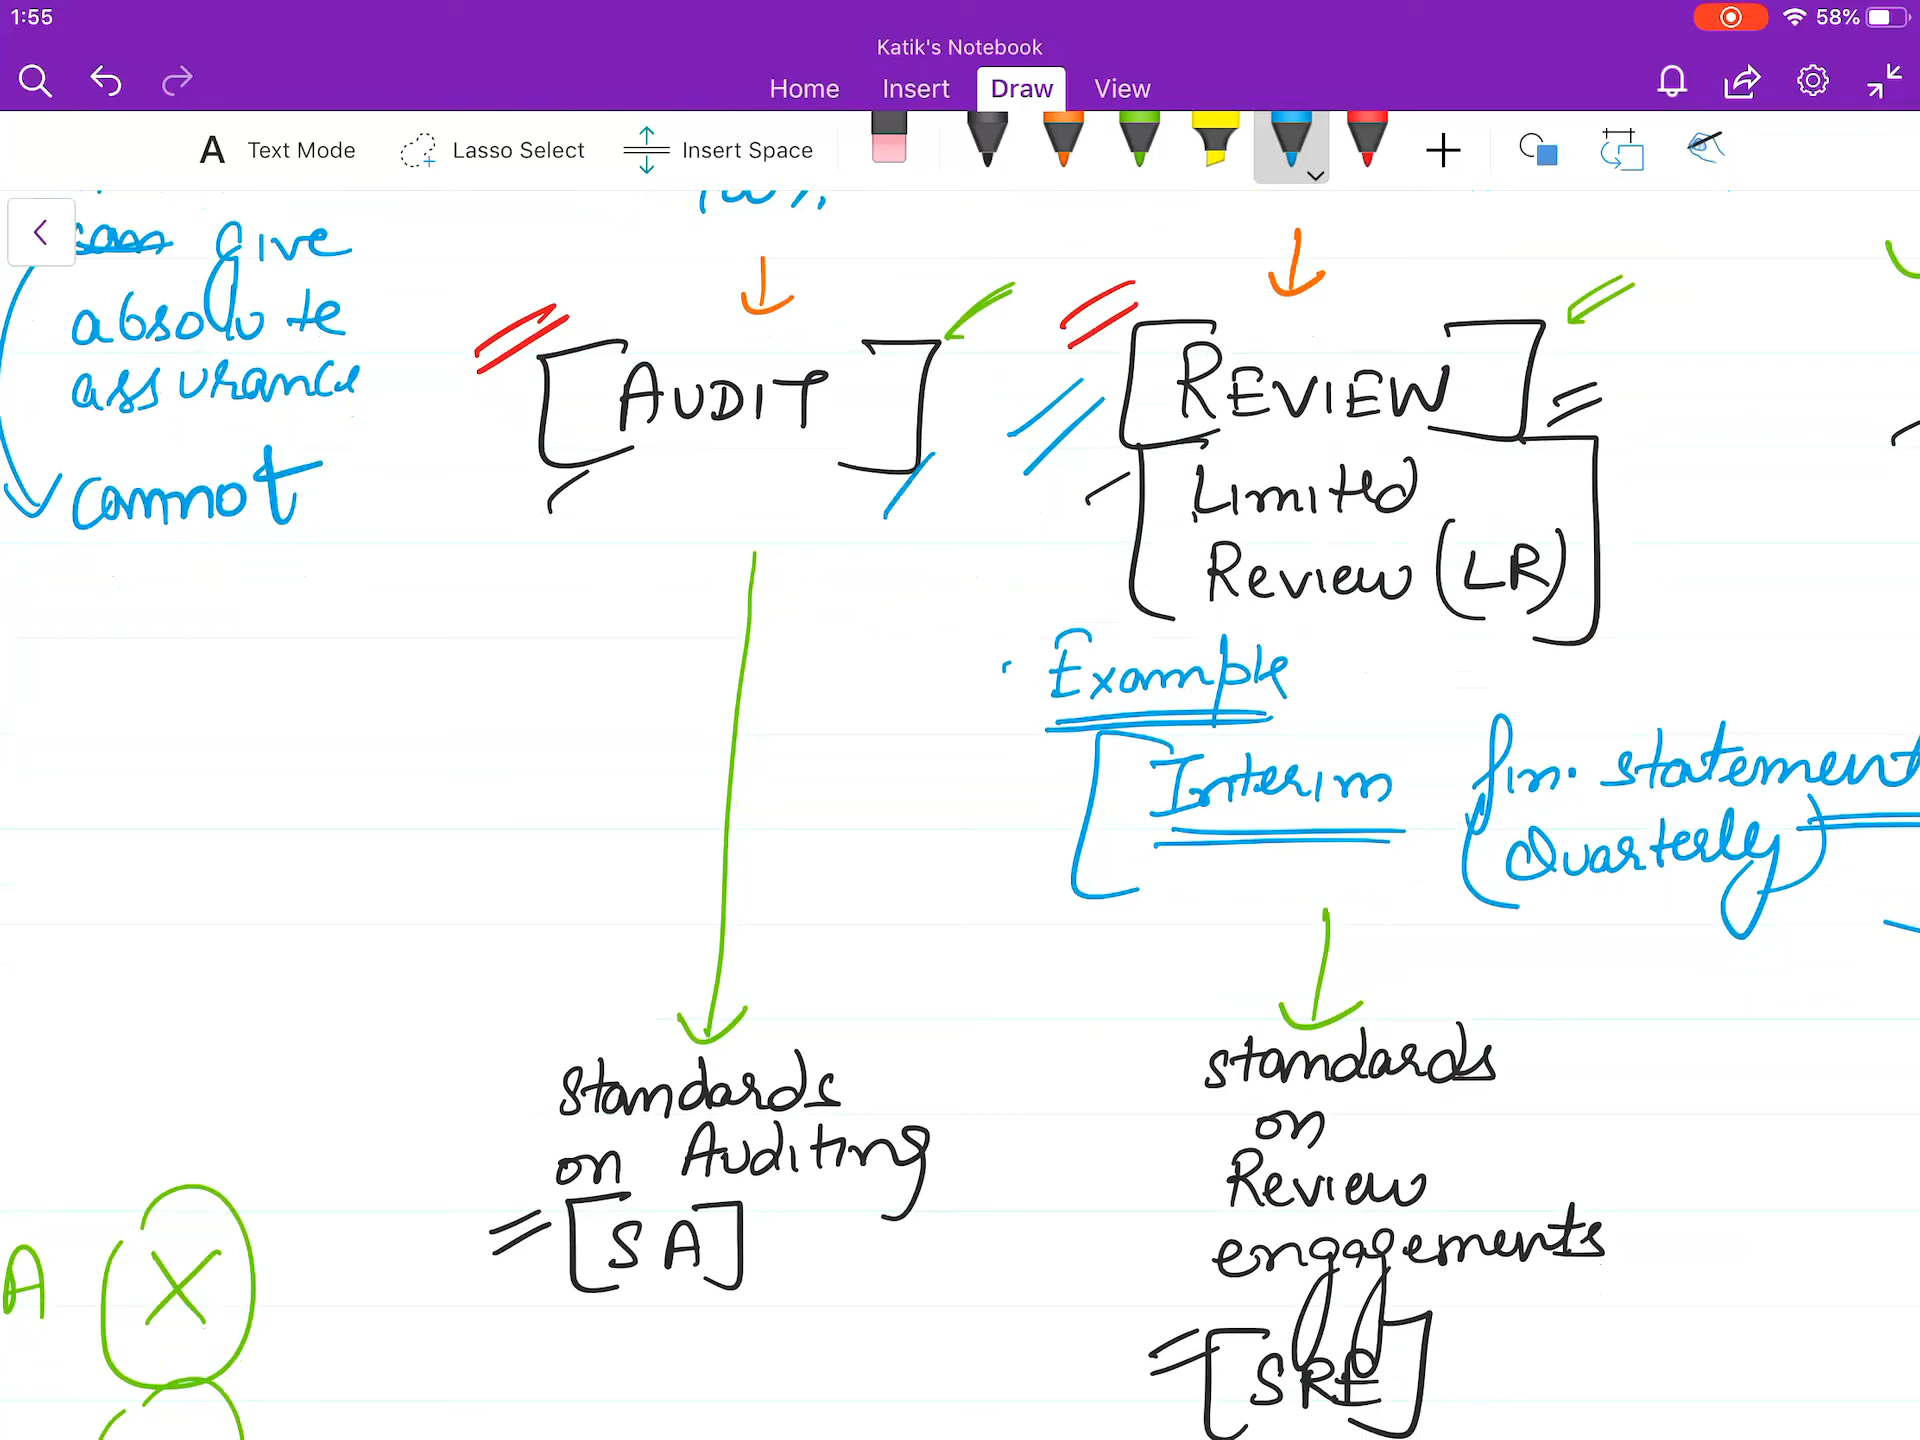 1:55
58%
Katik's Notebook
Home Insert Draw View
A Text Mode Lasso Select Insert Space
100%
give
absolute
assurance
cannot
AUDIT
REVIEW
Limited
Review (LR)
Example
Interim fin. statement
(Quarterly)
Standards
on Auditing
[SA]
standards
on
Review
engagements
[SRE]
A X